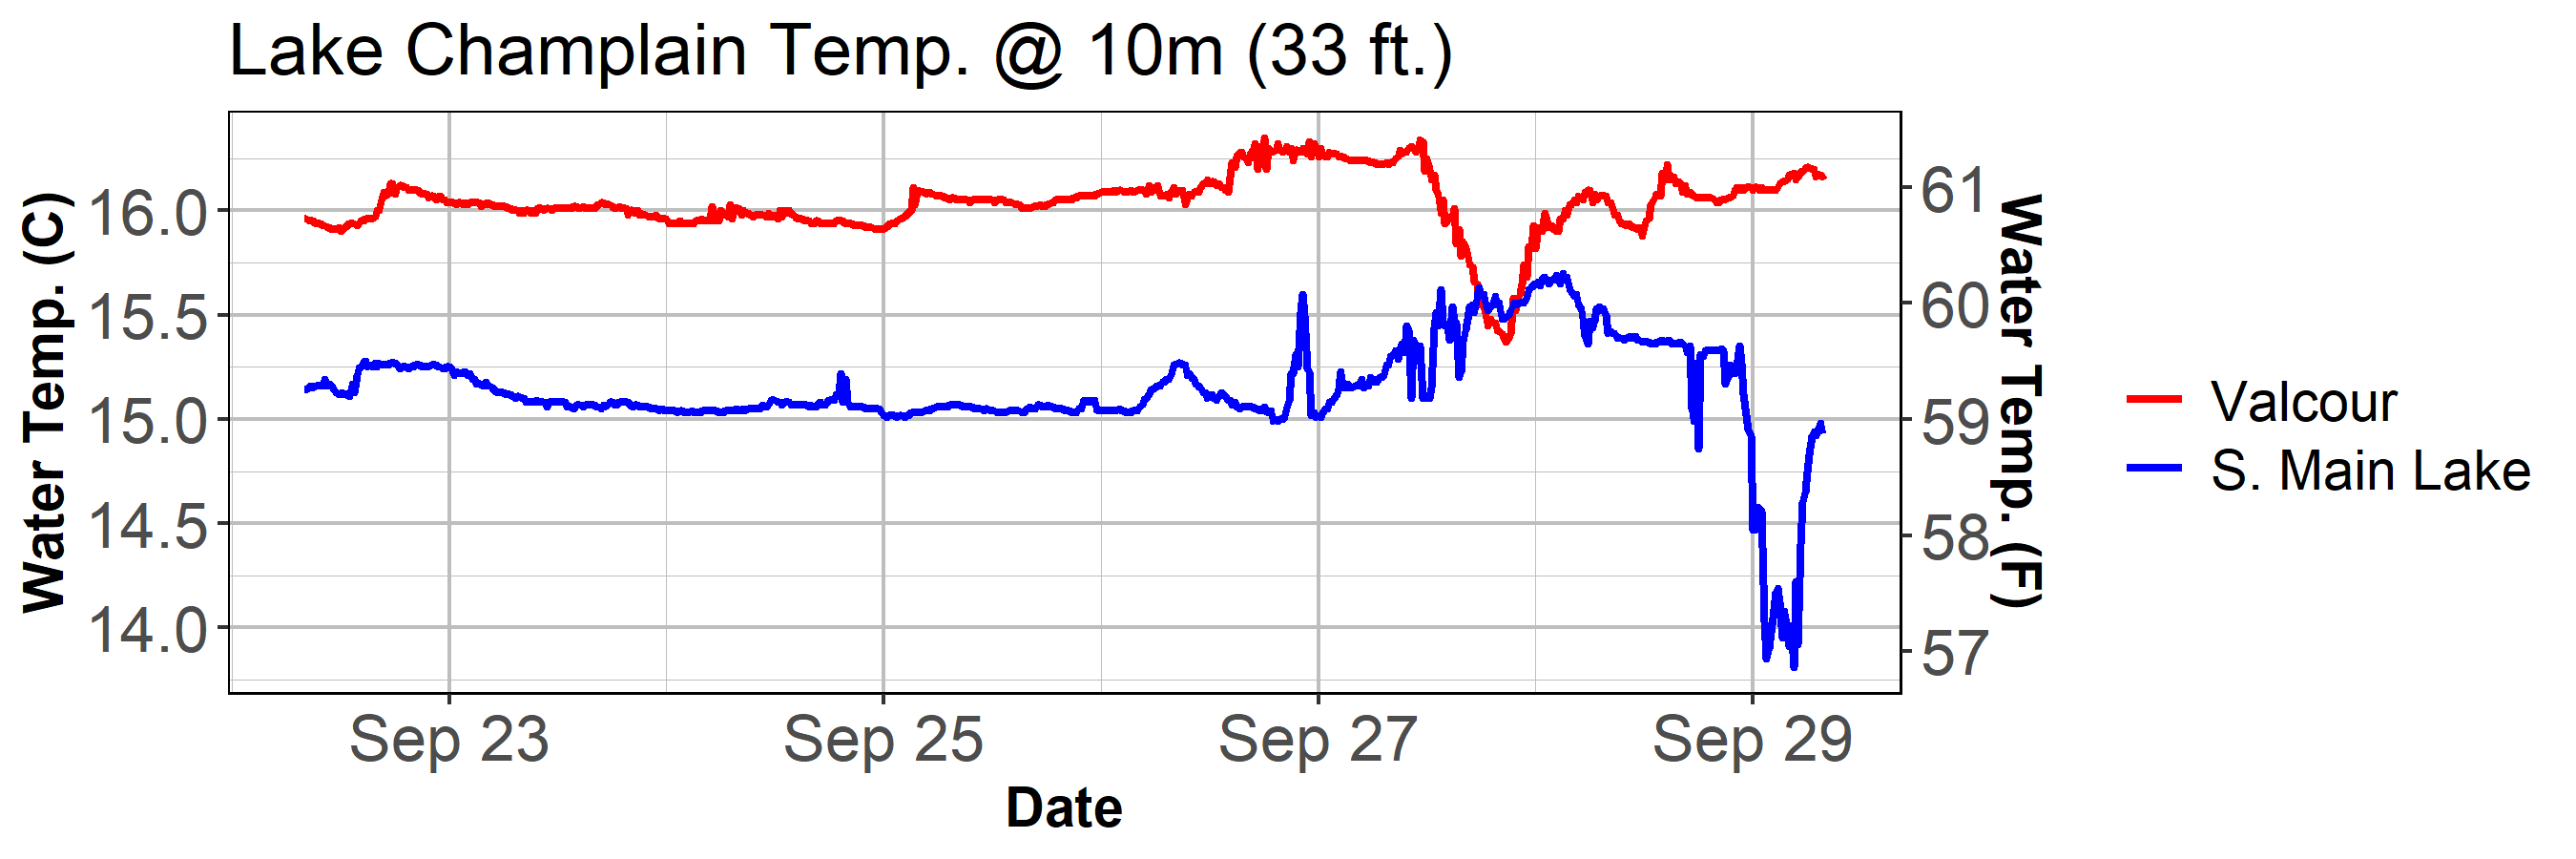 Lake Champlain Temp. @ 10m (33 ft.)
Water Temp. (C)
16.0
15.5
15.0
14.5
14.0
61
60
59
58
57
Water Temp. (F)
Valcour
S. Main Lake
Sep 23 Sep 25 Sep 27 Sep 29
Date